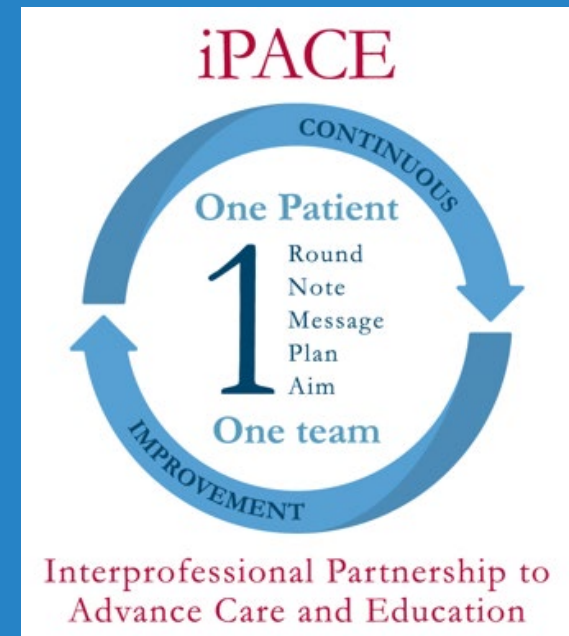 iPACE
CONTINUOUS
One Patient
1
Round
Note
Message
Plan
Aim
One team
IMPROVEMENT
Interprofessional Partnership to
Advance Care and Education